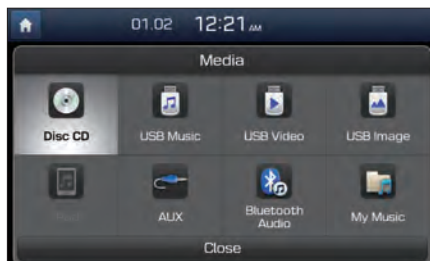 01.02 12:21 AM
Media
Disc CD
USB Music
USB Video
USB Image
AUX
Bluetooth
Audio
My Music
Close